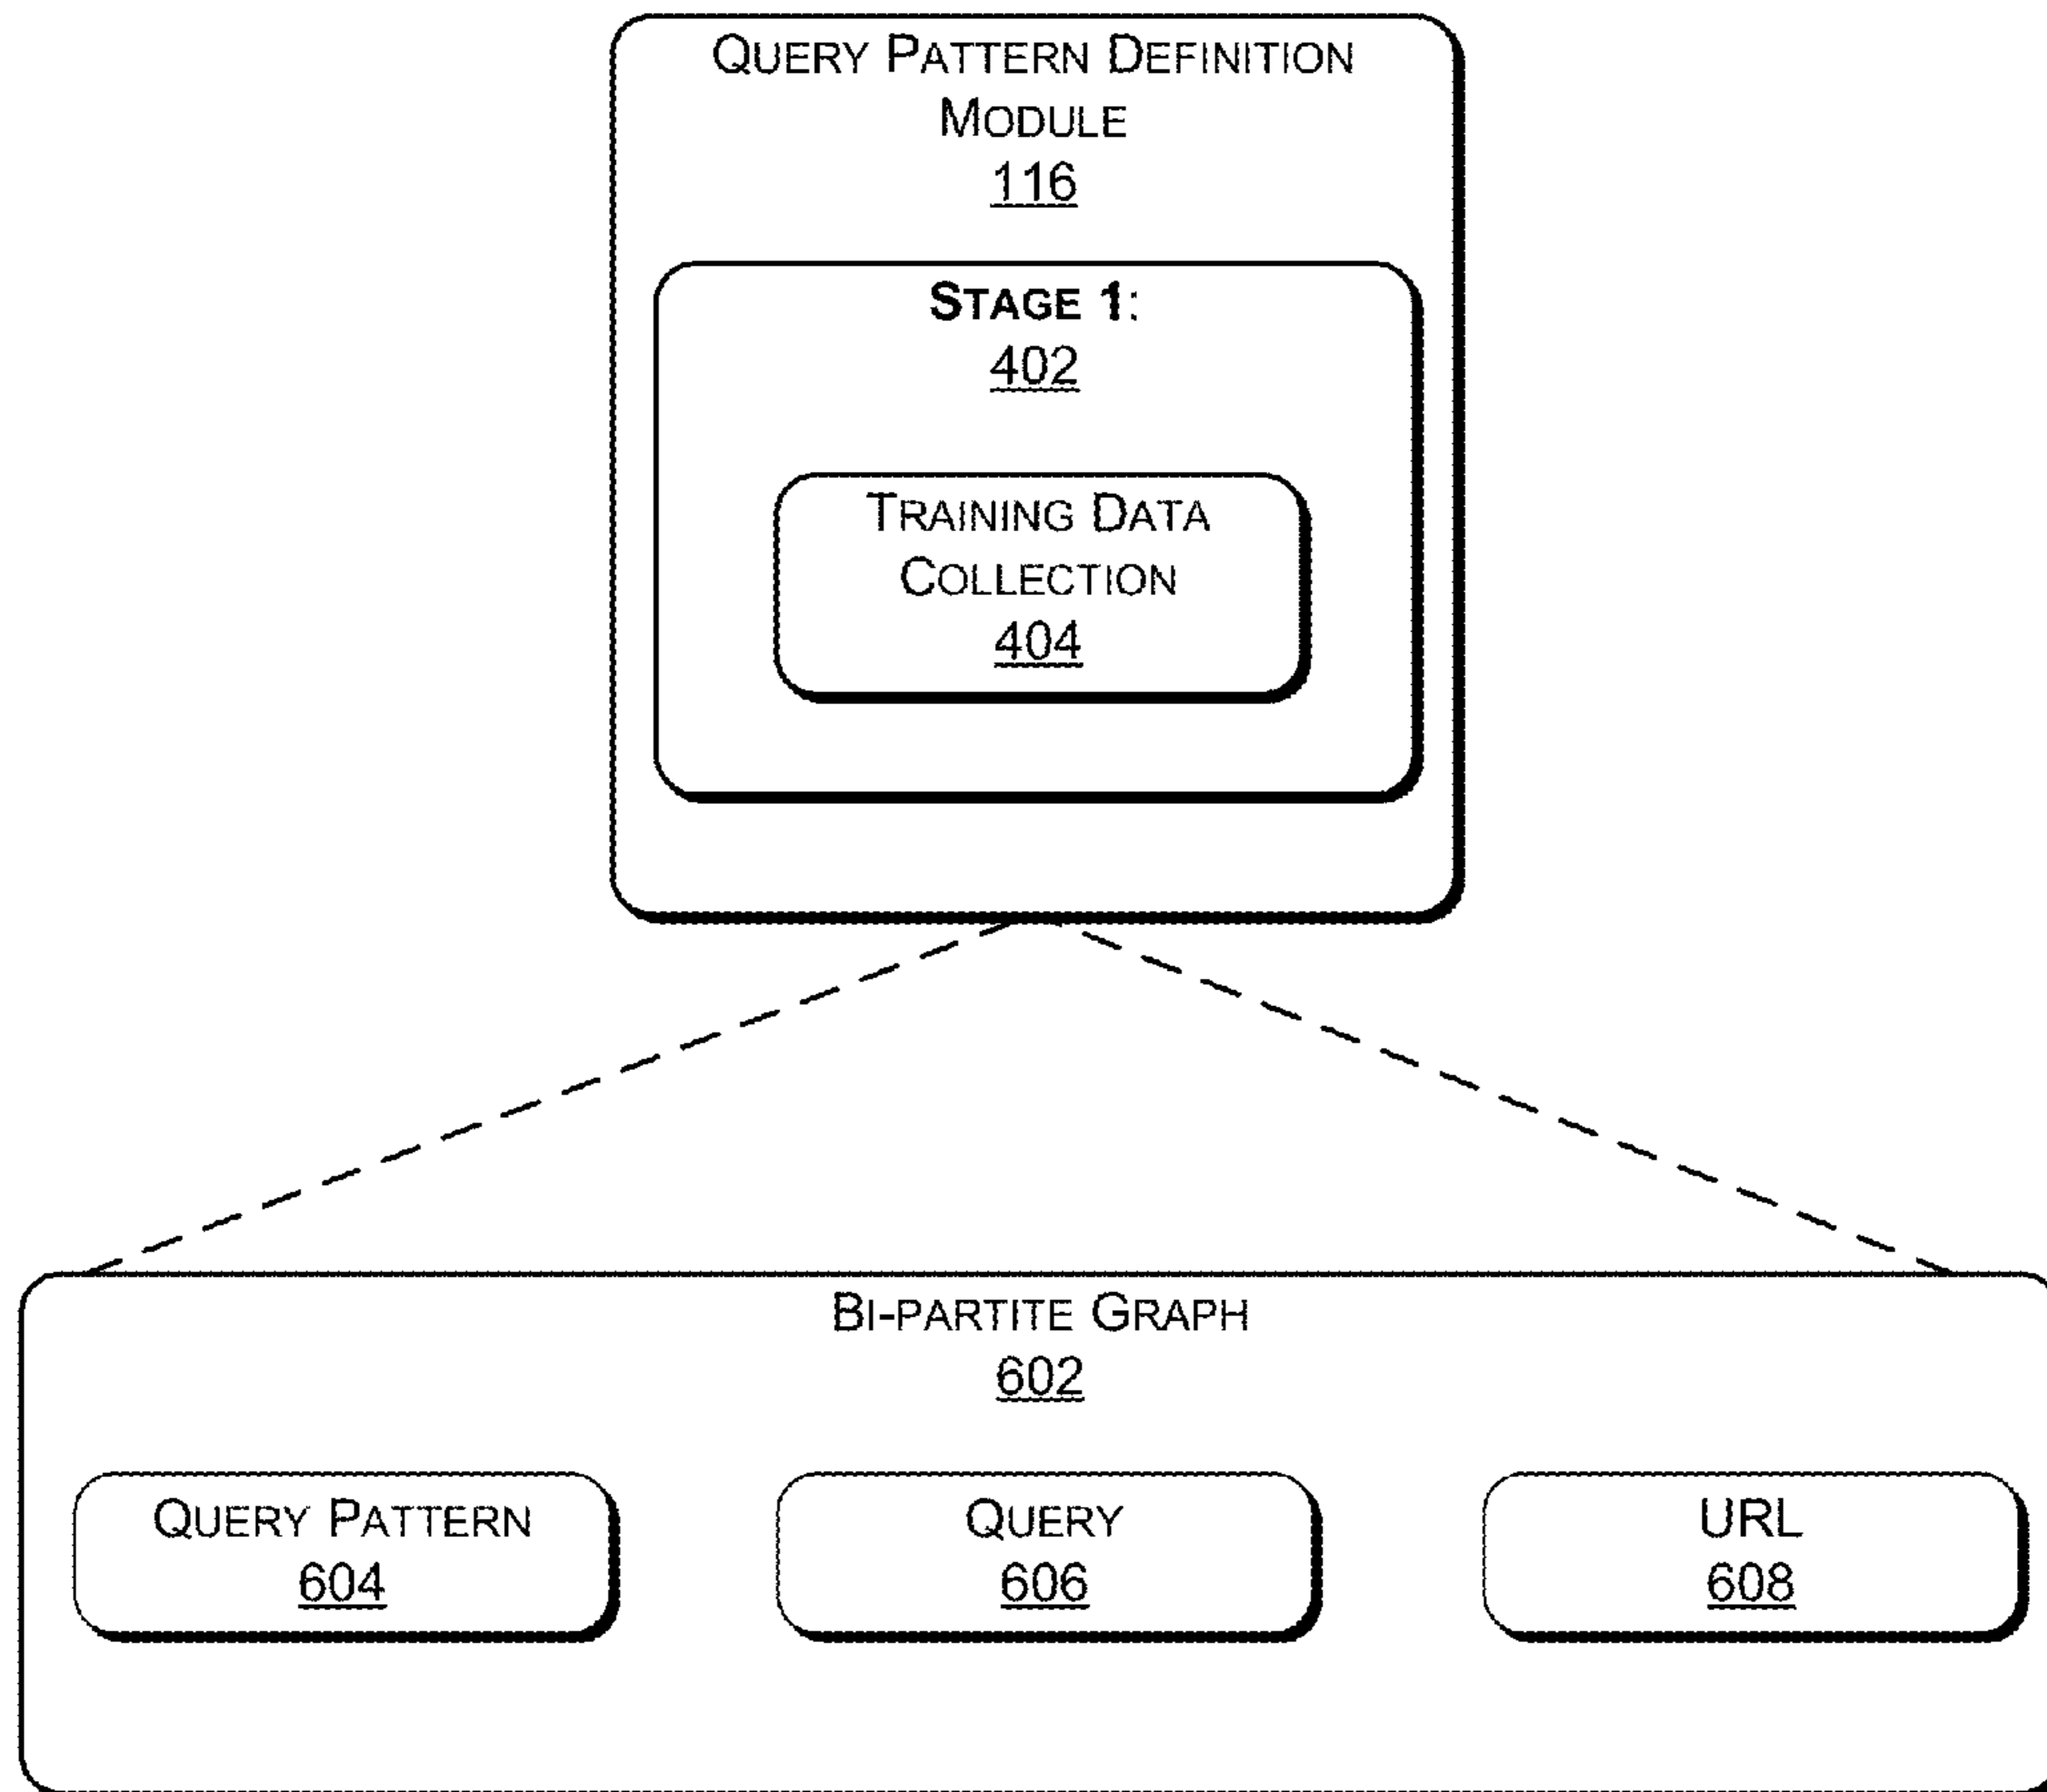 QUERY PATTERN DEFINITION
MODULE
116
STAGE 1:
402
TRAINING DATA
COLLECTION
404
BI-PARTITE GRAPH
602
QUERY PATTERN
604
QUERY
606
URL
608